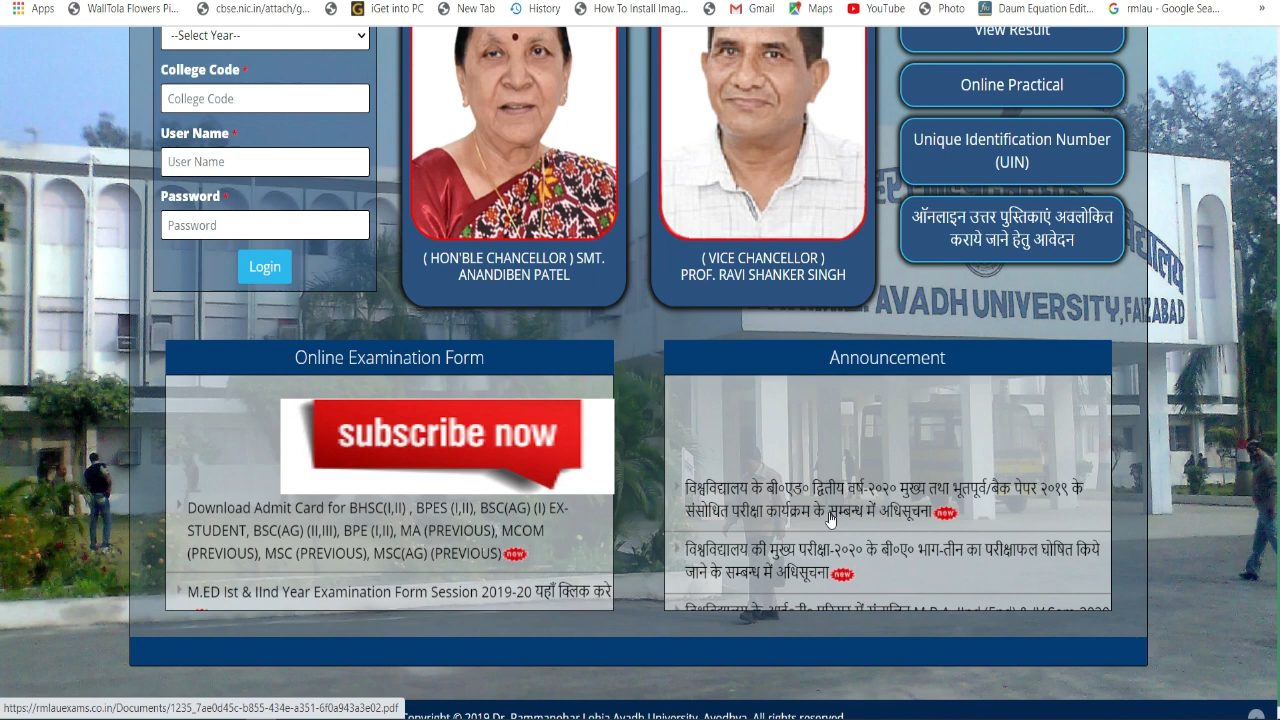 Apps
WallTola Flowers Pi...
cbse.nic.in/attach/g...
iGet into PC
New Tab
History
How To Install Imag...
Gmail
Maps
YouTube
Photo
Daum Equation Edit...
rmlau - Google Sea...
»
--Select Year--
College Code *
College Code
User Name *
User Name
Password *
Password
Login
( HON'BLE CHANCELLOR ) SMT.
ANANDIBEN PATEL
( VICE CHANCELLOR )
PROF. RAVI SHANKER SINGH
View Result
Online Practical
Unique Identification Number
(UIN)
ऑनलाइन उत्तर पुस्तिकाएं अवलोकित
कराये जाने हेतु आवेदन
AVADH UNIVERSITY, FAIZABAD
Online Examination Form
subscribe now
Download Admit Card for BHSC(I,II) , BPES (I,II), BSC(AG) (I) EX-
STUDENT, BSC(AG) (II,III), BPE (I,II), MA (PREVIOUS), MCOM
(PREVIOUS), MSC (PREVIOUS), MSC(AG) (PREVIOUS) new
M.ED Ist & IInd Year Examination Form Session 2019-20 यहाँ क्लिक करे
Announcement
विश्वविद्यालय के बी०एड० द्वितीय वर्ष-२०२० मुख्य तथा भूतपूर्व/बैक पेपर २०१९ के
संसोधित परीक्षा कार्यक्रम के सम्बन्ध में अधिसूचना new
विश्वविद्यालय की मुख्य परीक्षा-२०२० के बी०ए० भाग-तीन का परीक्षाफल घोषित किये
जाने के सम्बन्ध में अधिसूचना new
https://rmlauexams.co.in/Documents/1235_7ae0d45c-b855-434e-a351-6f0a943a3e02.pdf
Copyright © 2019 Dr. Rammanohar Lohia Avadh University, Ayodhya. All rights reserved